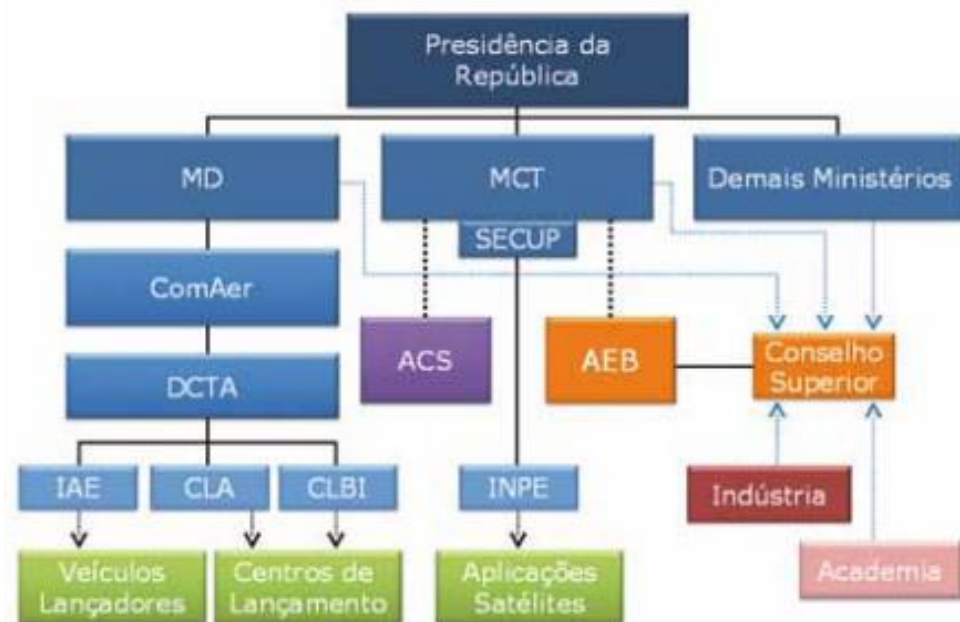 Presidência da
República
MD
MCT
Demais Ministérios
SECUP
ComAer
ACS
AEB
Conselho
Superior
DCTA
IAE
CLA
CLBI
INPE
Indústria
Veículos
Lançadores
Centros de
Lançamento
Aplicações
Satélites
Academia